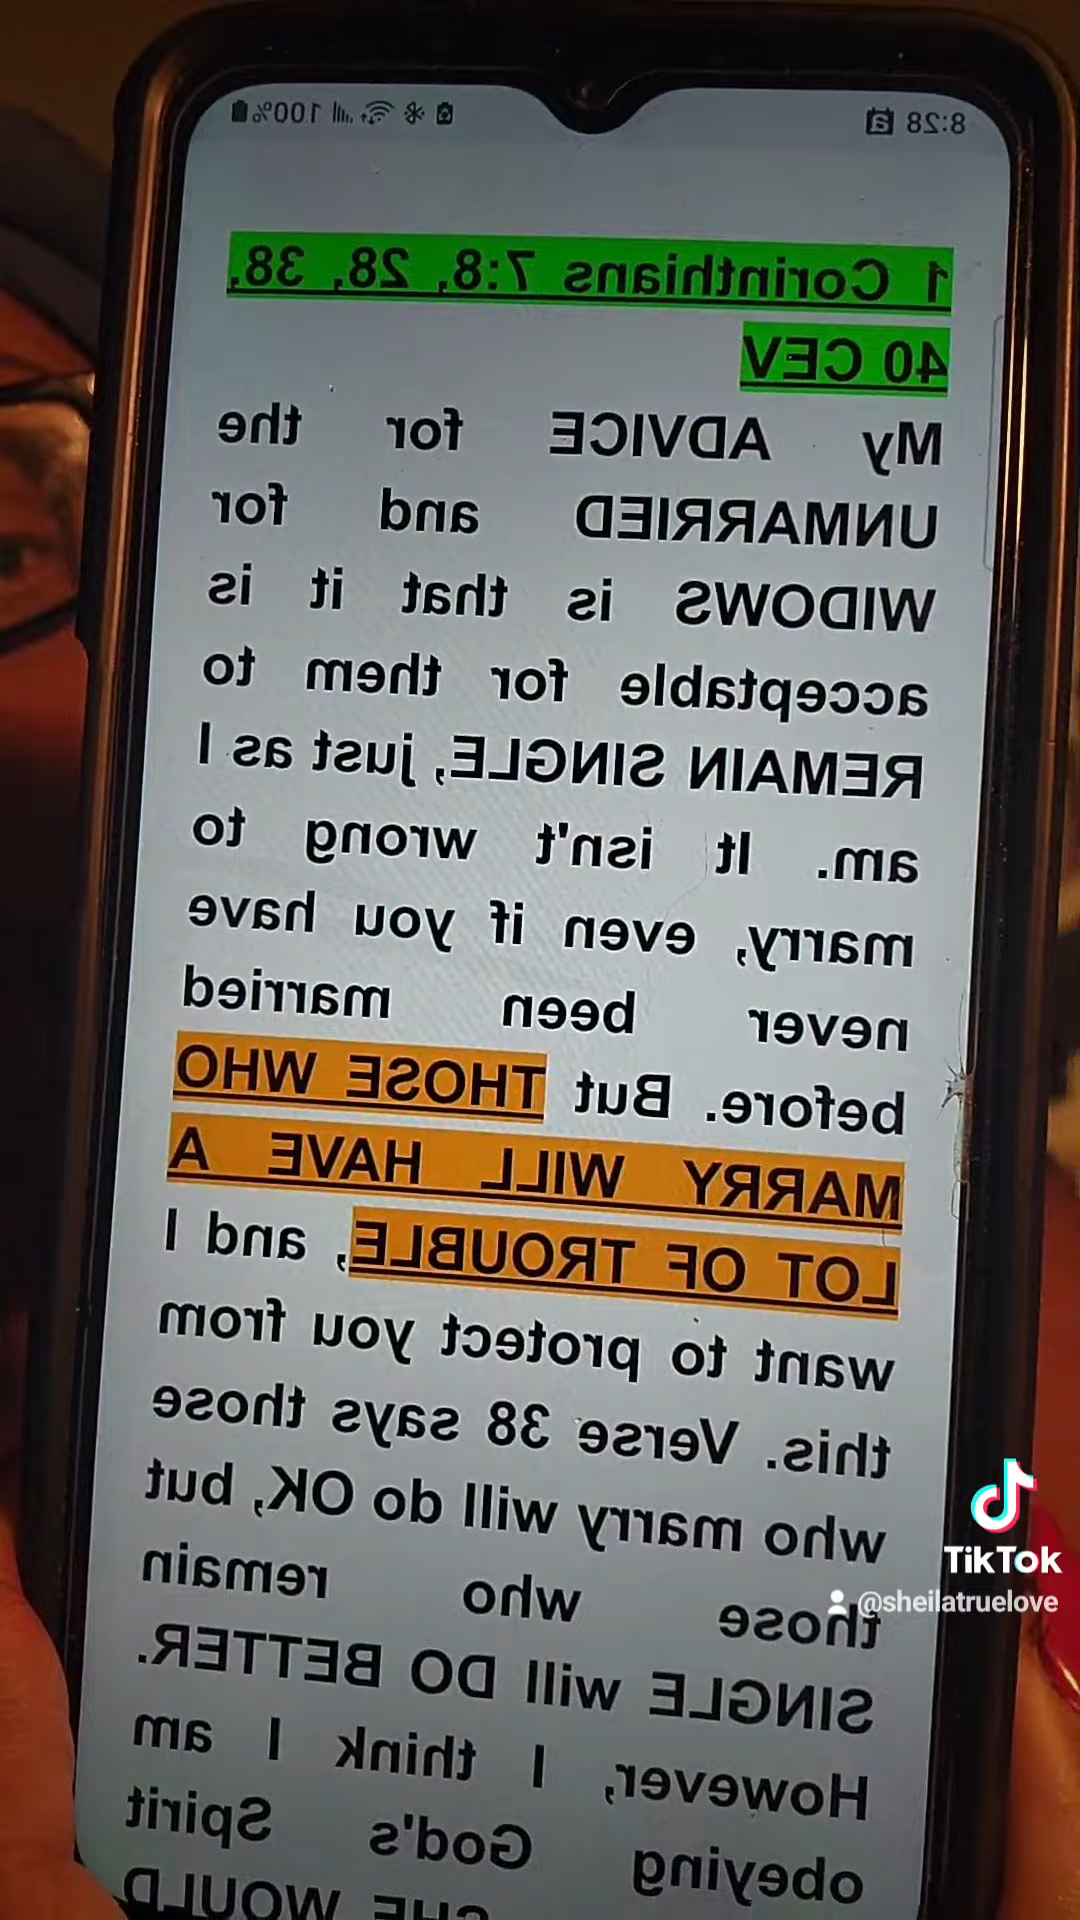 8:28
100%
1 Corinthians 7:8, 28, 38,
40 CEV
My ADVICE for the
UNMARRIED and for
WIDOWS is that it is
acceptable for them to
REMAIN SINGLE, just as I
am. It isn't wrong to
marry, even if you have
never been married
before. But THOSE WHO
MARRY WILL HAVE A
LOT OF TROUBLE, and I
want to protect you from
this. Verse 38 says those
who marry will do OK, but
those who remain
SINGLE will DO BETTER.
However, I think I am
obeying God's Spirit
SHE WOULD
TikTok
@sheilatruelove